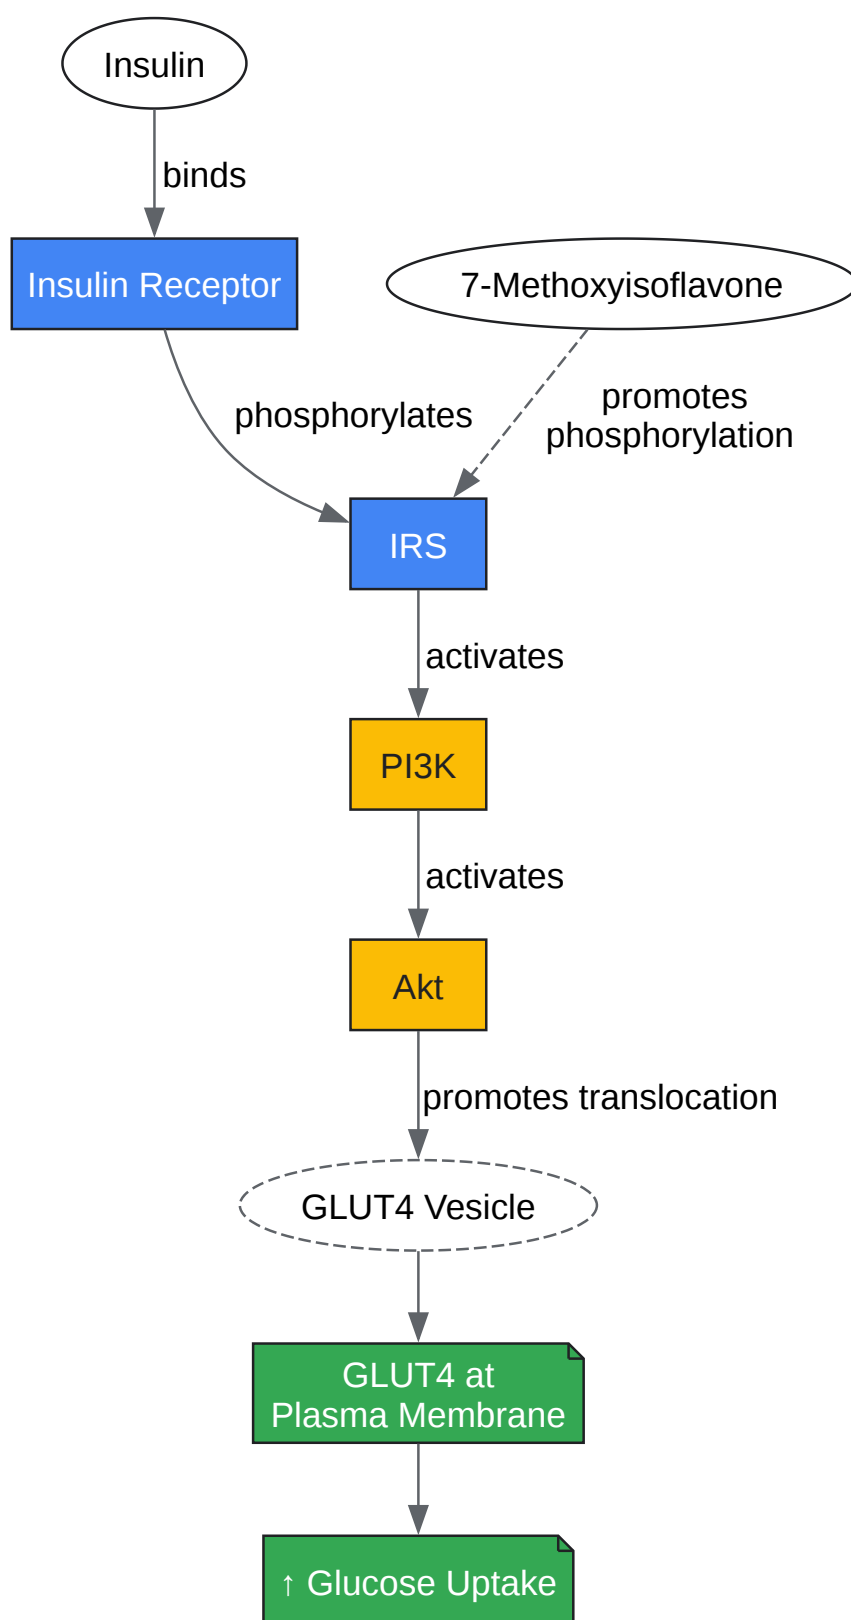 Insulin
binds
Insulin Receptor
7-Methoxyisoflavone
phosphorylates
promotes
phosphorylation
IRS
activates
PI3K
activates
Akt
promotes translocation
GLUT4 Vesicle
GLUT4 at
Plasma Membrane
↑ Glucose Uptake